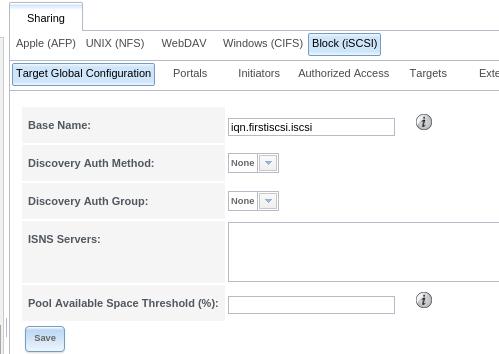 Sharing
Apple (AFP) UNIX (NFS) WebDAV Windows (CIFS) Block (iSCSI)
Target Global Configuration Portals Initiators Authorized Access Targets Exte
Base Name: iqn.firstiscsi.iscsi i
Discovery Auth Method: None
Discovery Auth Group: None
ISNS Servers:
Pool Available Space Threshold (%): i
Save